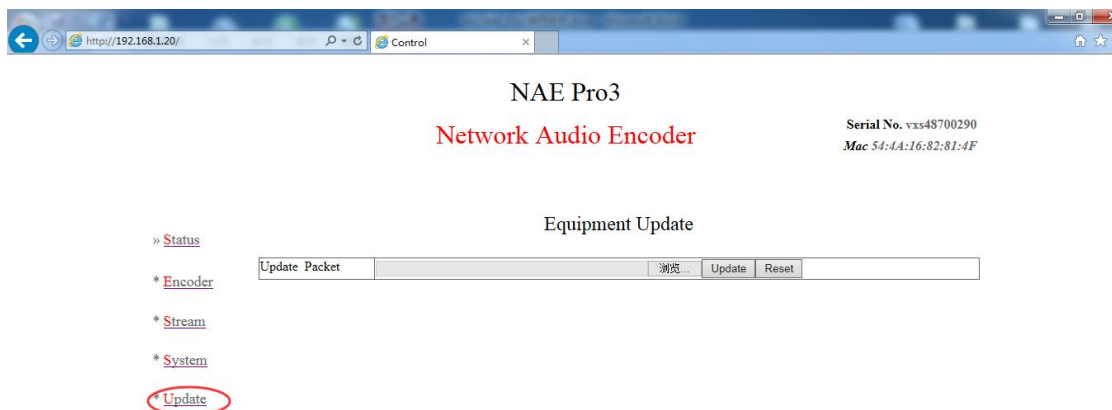 http://192.168.1.20/
Control
NAE Pro3
Network Audio Encoder
Serial No. vxs48700290
Mac 54:4A:16:82:81:4F
Equipment Update
» Status
Update Packet 浏览... Update Reset
* Encoder
* Stream
* System
* Update